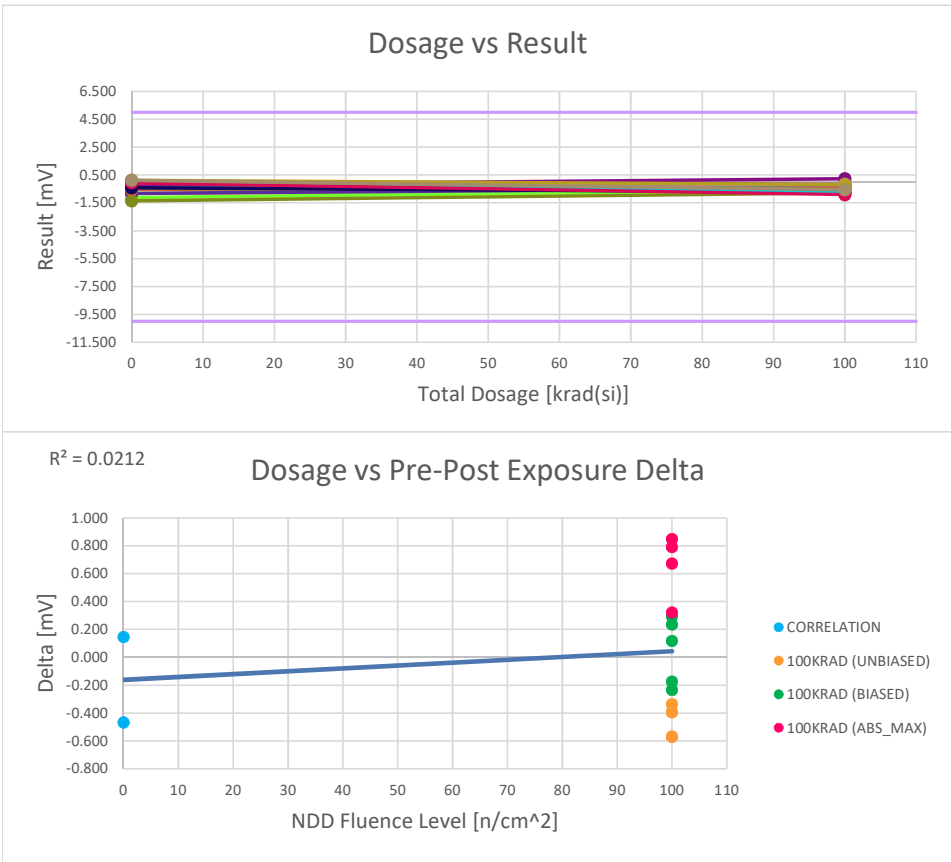 Dosage vs Result
Result [mV]
6.500
4.500
2.500
0.500
-1.500
-3.500
-5.500
-7.500
-9.500
-11.500
0 10 20 30 40 50 60 70 80 90 100 110
Total Dosage [krad(si)]
R² = 0.0212
Dosage vs Pre-Post Exposure Delta
Delta [mV]
1.000
0.800
0.600
0.400
0.200
0.000
-0.200
-0.400
-0.600
-0.800
0 10 20 30 40 50 60 70 80 90 100 110
NDD Fluence Level [n/cm^2]
CORRELATION
100KRAD (UNBIASED)
100KRAD (BIASED)
100KRAD (ABS_MAX)